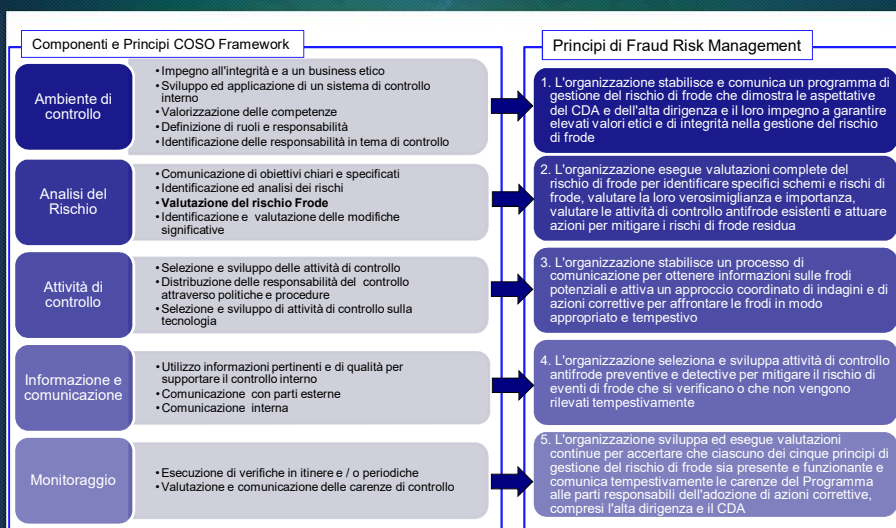 Componenti e Principi COSO Framework
Principi di Fraud Risk Management
Ambiente di
controllo
• Impegno all'integrità e a un business etico
• Sviluppo ed applicazione di un sistema di controllo
interno
• Valorizzazione delle competenze
• Definizione di ruoli e responsabilità
• Identificazione delle responsabilità in tema di controllo
1. L'organizzazione stabilisce e comunica un programma di
gestione del rischio di frode che dimostra le aspettative
del CDA e dell'alta dirigenza e il loro impegno a garantire
elevati valori etici e di integrità nella gestione del rischio
di frode
Analisi del
Rischio
• Comunicazione di obiettivi chiari e specificati
• Identificazione ed analisi dei rischi
• Valutazione del rischio Frode
• Identificazione e valutazione delle modifiche
significative
2. L'organizzazione esegue valutazioni complete del
rischio di frode per identificare specifici schemi e rischi di
frode, valutare la loro verosimiglianza e importanza,
valutare le attività di controllo antifrode esistenti e attuare
azioni per mitigare i rischi di frode residua
Attività di
controllo
• Selezione e sviluppo delle attività di controllo
• Distribuzione delle responsabilità del controllo
attraverso politiche e procedure
• Selezione e sviluppo di attività di controllo sulla
tecnologia
3. L'organizzazione stabilisce un processo di
comunicazione per ottenere informazioni sulle frodi
potenziali e attiva un approccio coordinato di indagini e di
azioni correttive per affrontare le frodi in modo
appropriato e tempestivo
Informazione e
comunicazione
• Utilizzo informazioni pertinenti e di qualità per
supportare il controllo interno
• Comunicazione con parti esterne
• Comunicazione interna
4. L'organizzazione seleziona e sviluppa attività di controllo
antifrode preventive e detective per mitigare il rischio di
eventi di frode che si verificano o che non vengono
rilevati tempestivamente
Monitoraggio
• Esecuzione di verifiche in itinere e / o periodiche
• Valutazione e comunicazione delle carenze di controllo
5. L'organizzazione sviluppa ed esegue valutazioni
continue per accertare che ciascuno dei cinque principi di
gestione del rischio di frode sia presente e funzionante e
comunica tempestivamente le carenze del Programma
alle parti responsabili dell'adozione di azioni correttive,
compresi l'alta dirigenza e il CDA